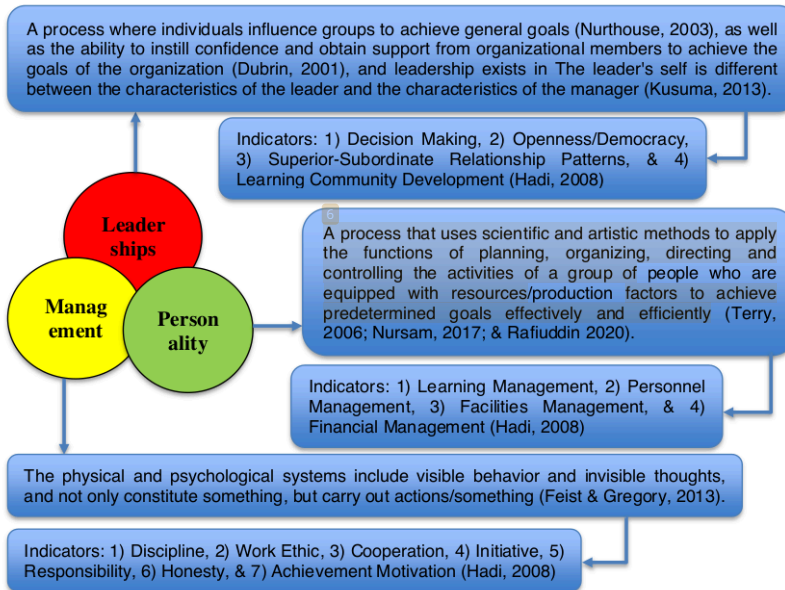 A process where individuals influence groups to achieve general goals (Nurthouse, 2003), as well
as the ability to instill confidence and obtain support from organizational members to achieve the
goals of the organization (Dubrin, 2001), and leadership exists in The leader's self is different
between the characteristics of the leader and the characteristics of the manager (Kusuma, 2013).
Indicators: 1) Decision Making, 2) Openness/Democracy,
3) Superior-Subordinate Relationship Patterns, & 4)
Learning Community Development (Hadi, 2008)
Leader
ships
Manag
ement
Person
ality
6
A process that uses scientific and artistic methods to apply
the functions of planning, organizing, directing and
controlling the activities of a group of people who are
equipped with resources/production factors to achieve
predetermined goals effectively and efficiently (Terry,
2006; Nursam, 2017; & Rafiuddin 2020).
Indicators: 1) Learning Management, 2) Personnel
Management, 3) Facilities Management, & 4)
Financial Management (Hadi, 2008)
The physical and psychological systems include visible behavior and invisible thoughts,
and not only constitute something, but carry out actions/something (Feist & Gregory, 2013).
Indicators: 1) Discipline, 2) Work Ethic, 3) Cooperation, 4) Initiative, 5)
Responsibility, 6) Honesty, & 7) Achievement Motivation (Hadi, 2008)